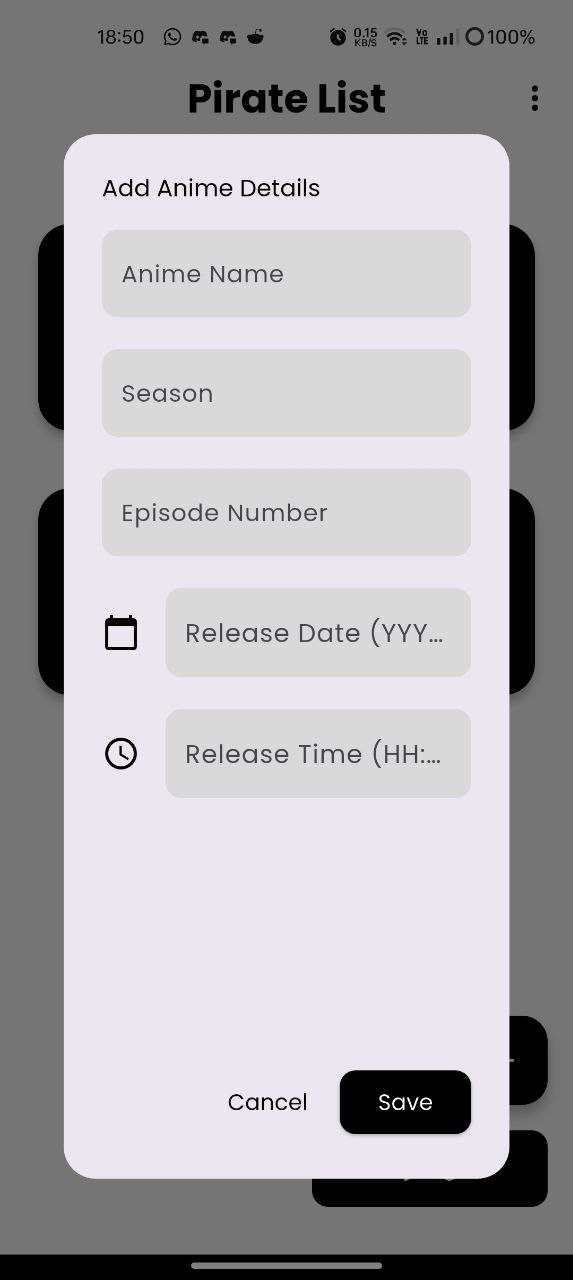 18:50
0.15 KB/S
Vo LTE
100%
Pirate List
Add Anime Details
Anime Name
Season
Episode Number
Release Date (YYY...
Release Time (HH:...
Cancel
Save